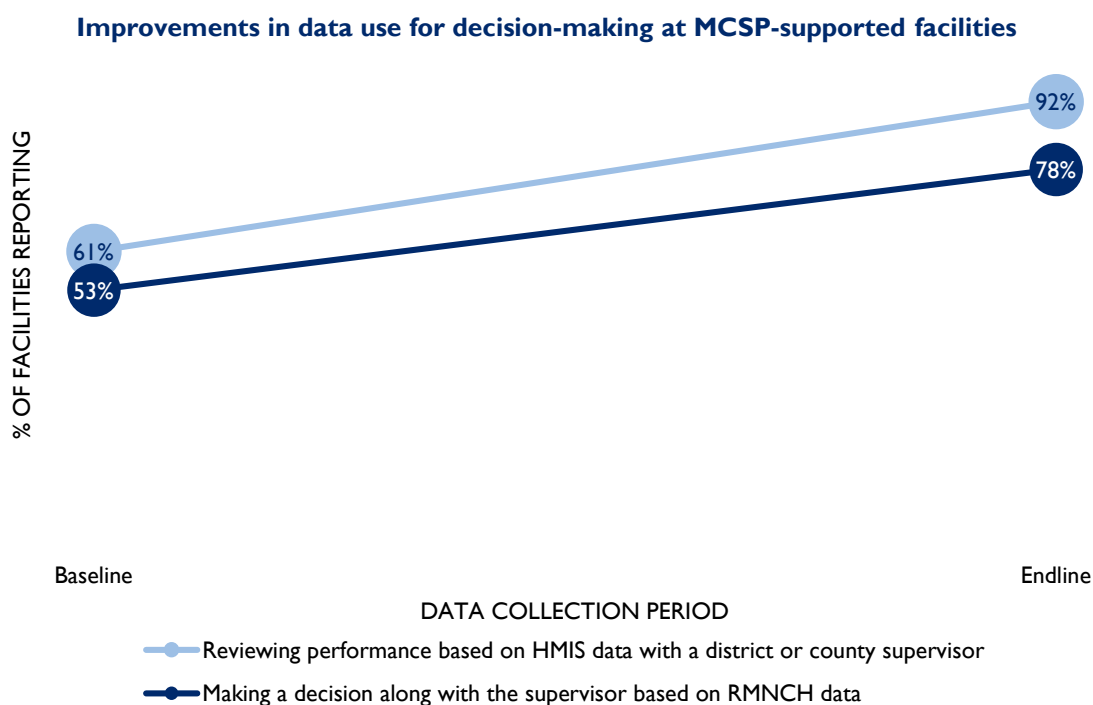 Improvements in data use for decision-making at MCSP-supported facilities
% OF FACILITIES REPORTING
92%
78%
61%
53%
Baseline
Endline
DATA COLLECTION PERIOD
Reviewing performance based on HMIS data with a district or county supervisor
Making a decision along with the supervisor based on RMNCH data